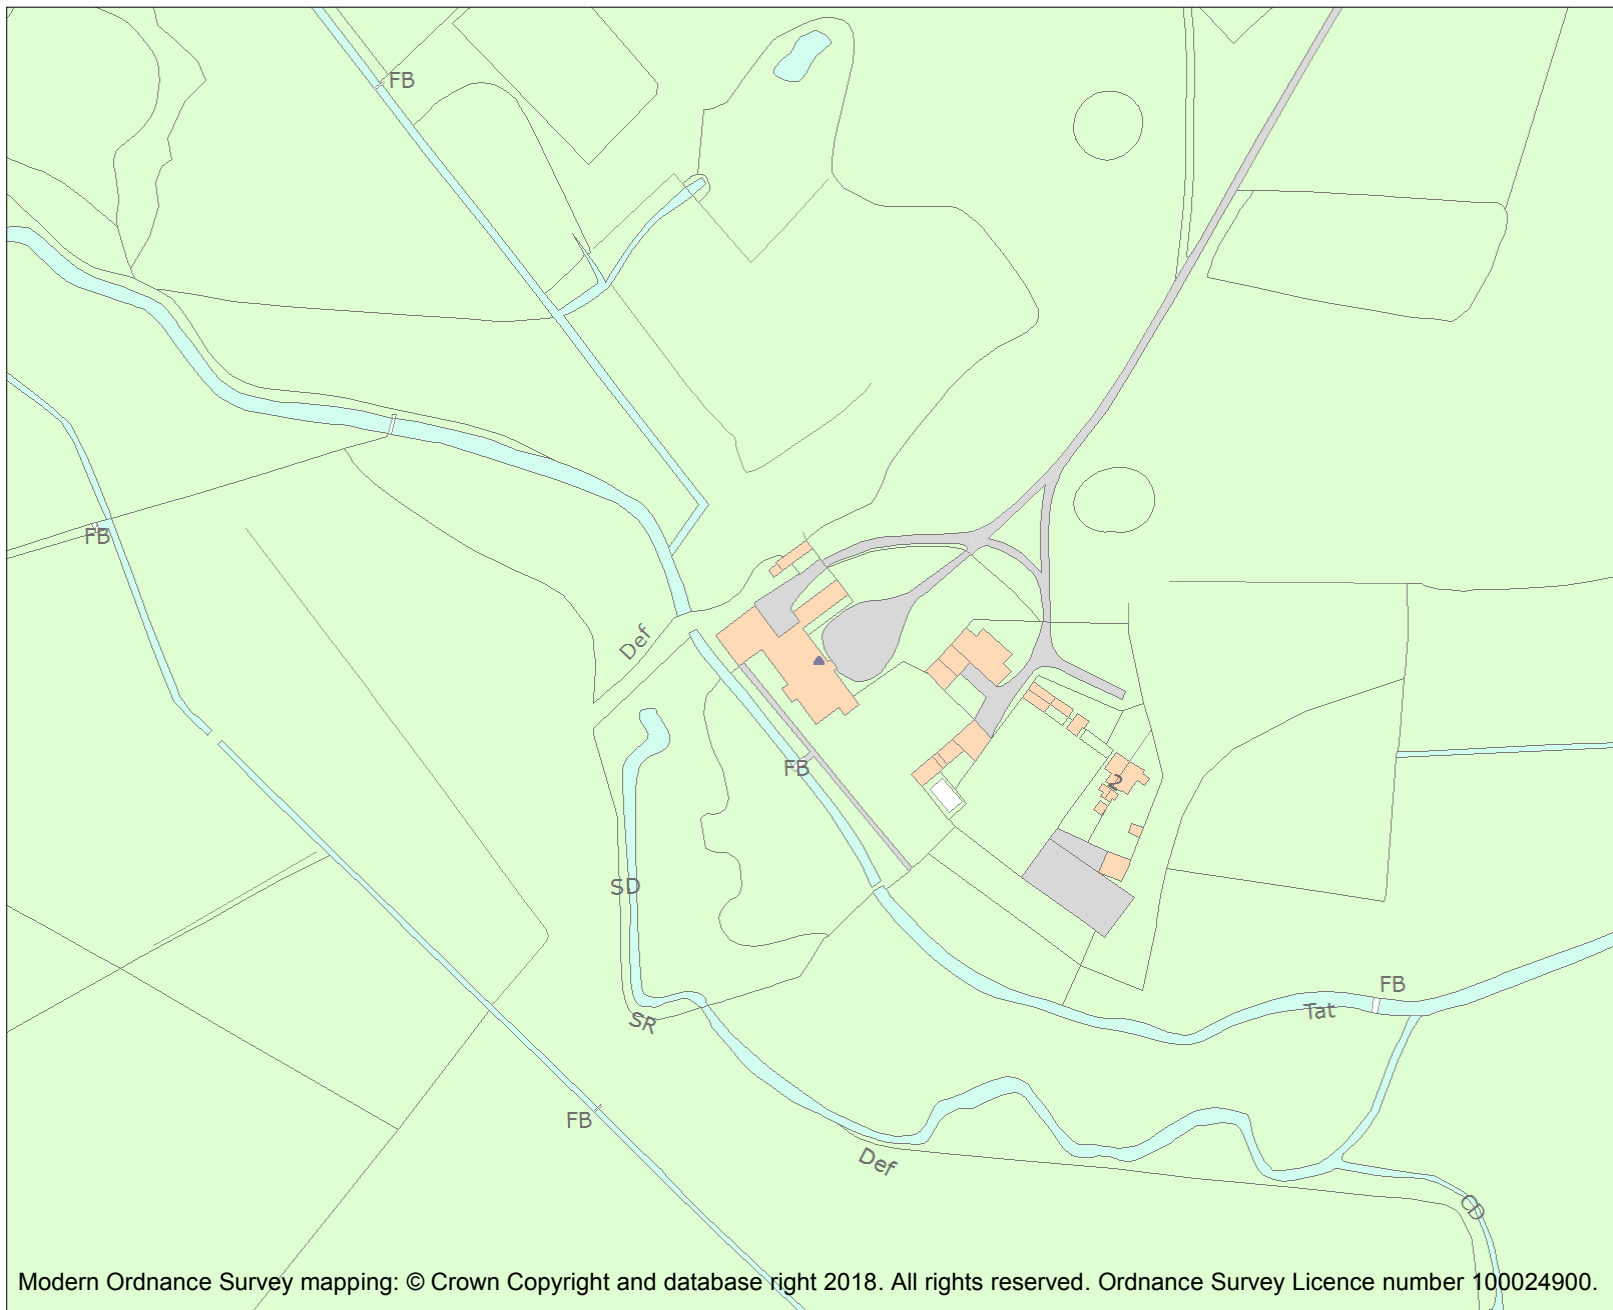 FB
FB
Def
FB
2
SD
FB
Tat
SR
FB
Def
CD
Modern Ordnance Survey mapping: © Crown Copyright and database right 2018. All rights reserved. Ordnance Survey Licence number 100024900.